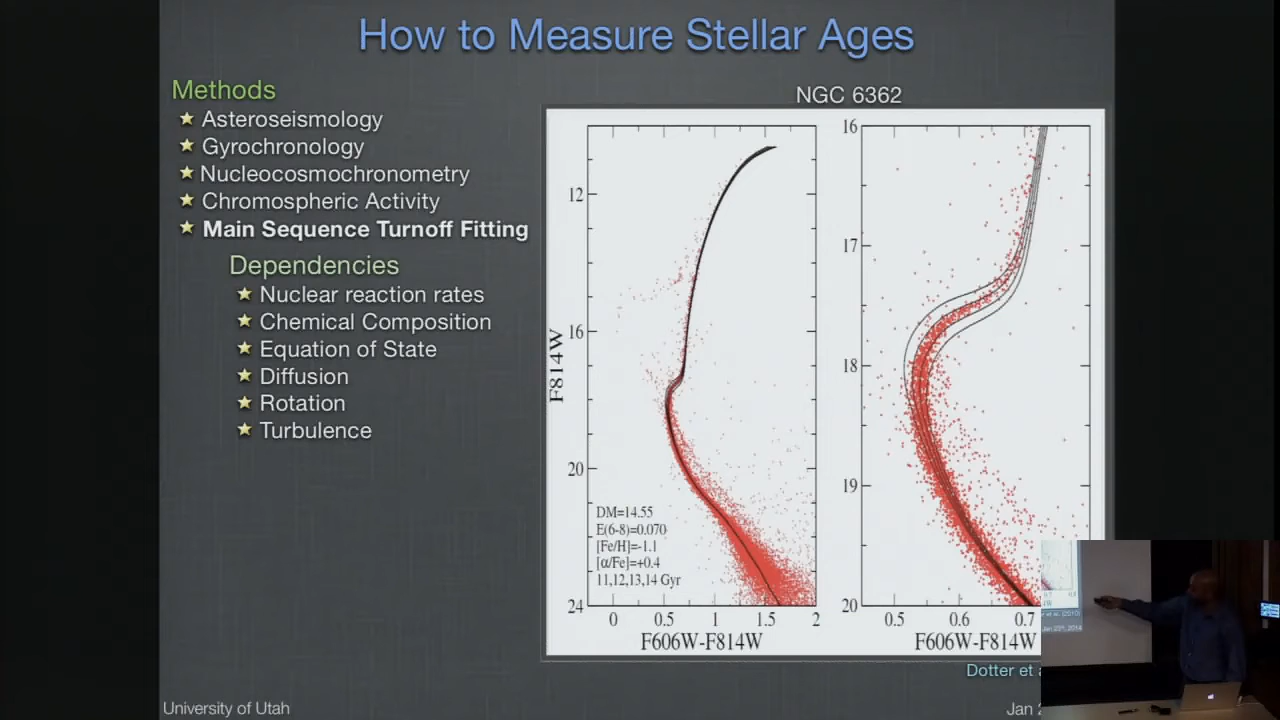 How to Measure Stellar Ages
Methods
Asteroseismology
Gyrochronology
Nucleocosmochronometry
Chromospheric Activity
Main Sequence Turnoff Fitting
Dependencies
Nuclear reaction rates
Chemical Composition
Equation of State
Diffusion
Rotation
Turbulence
NGC 6362
12
16
20
24
F814W
DM=14.55
E(6-8)=0.070
[Fe/H]=-1.1
[α/Fe]=+0.4
11,12,13,14 Gyr
0 0.5 1 1.5 2
F606W-F814W
16
17
18
19
20
0.5 0.6 0.7
F606W-F814W
Dotter et
University of Utah
Jan 2
(2010)
Jan 23rd, 2014